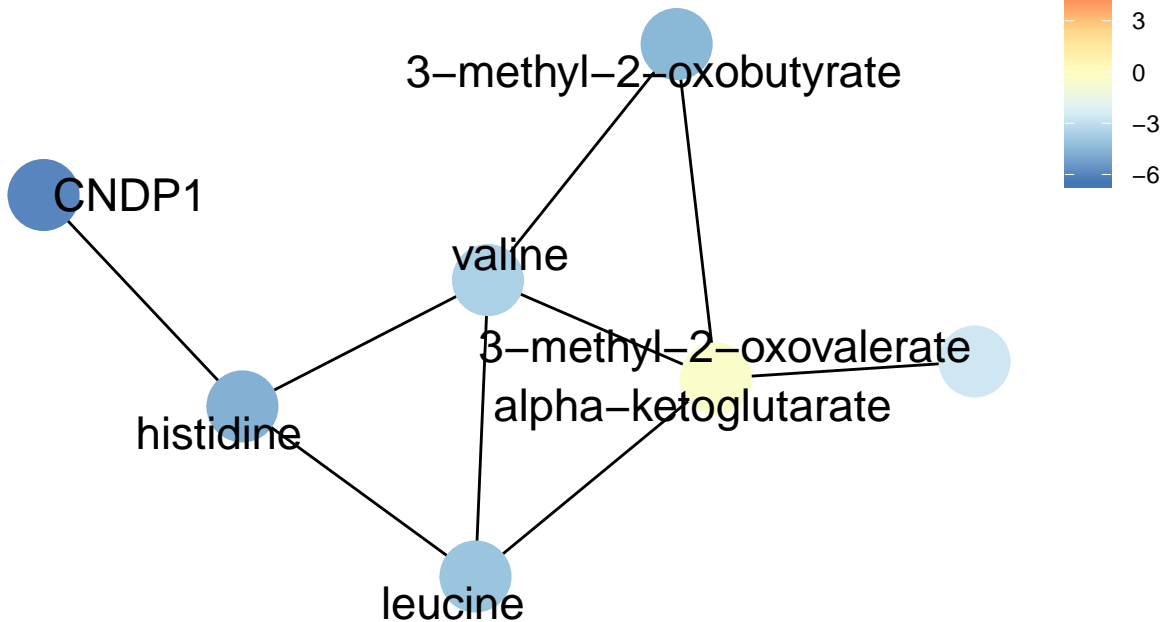 3–methyl–2–oxobutyrate
CNDP1
valine
3–methyl–2–oxovalerate
alpha–ketoglutarate
histidine
leucine
3
0
−3
−6